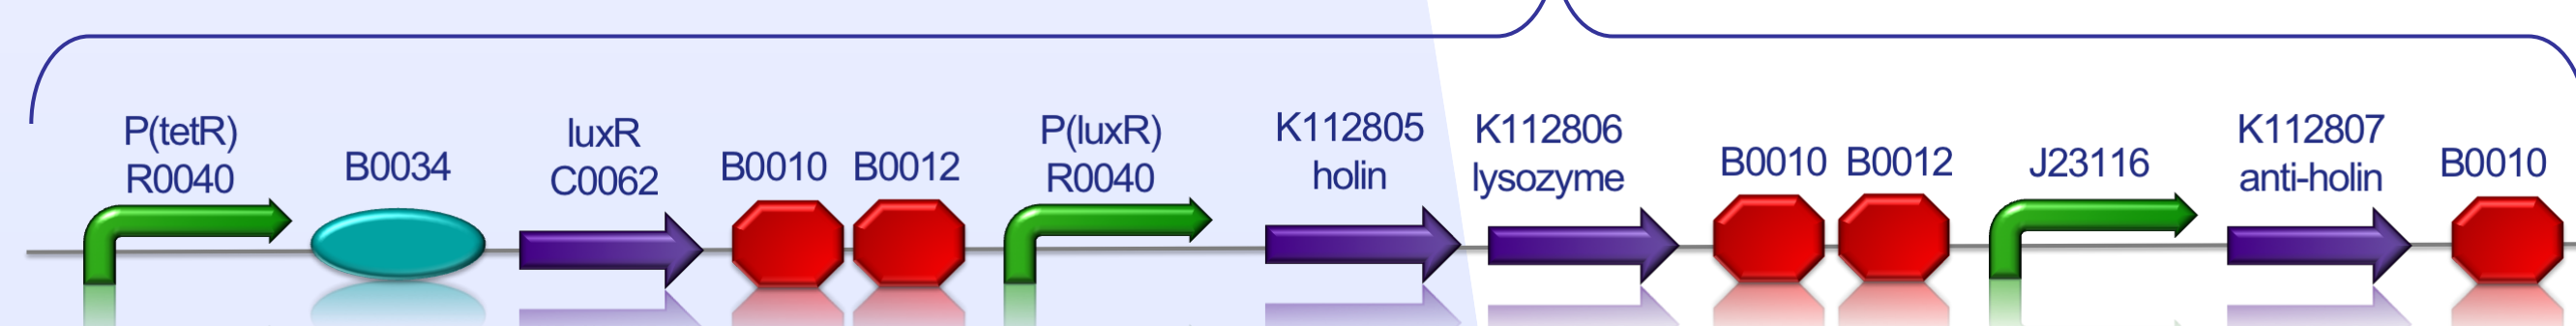 P(tetR)
R0040
B0034
luxR
C0062
B0010
B0012
P(luxR)
R0040
K112805
holin
K112806
lysozyme
B0010
B0012
J23116
K112807
anti-holin
B0010